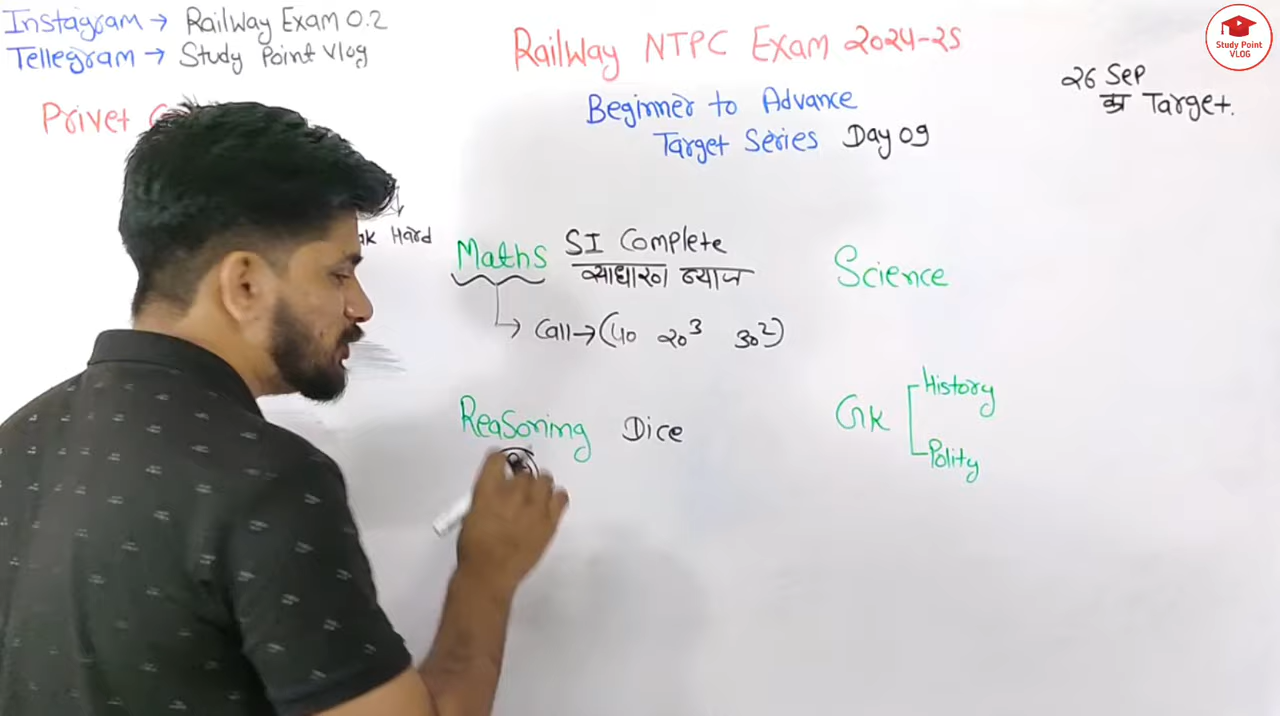 Instagram → Railway Exam 0.2
Tellegram → Study Point Vlog
Privet
Railway NTPC Exam 2024-25
Beginner to Advance
Target Series Day 09
26 Sep
का Target.
Study Point
VLOG
Hard
Maths SI Complete
साधारण ब्याज
Call → (40 20³ 30²)
Science
Reasoning Dice
GK
History
Polity